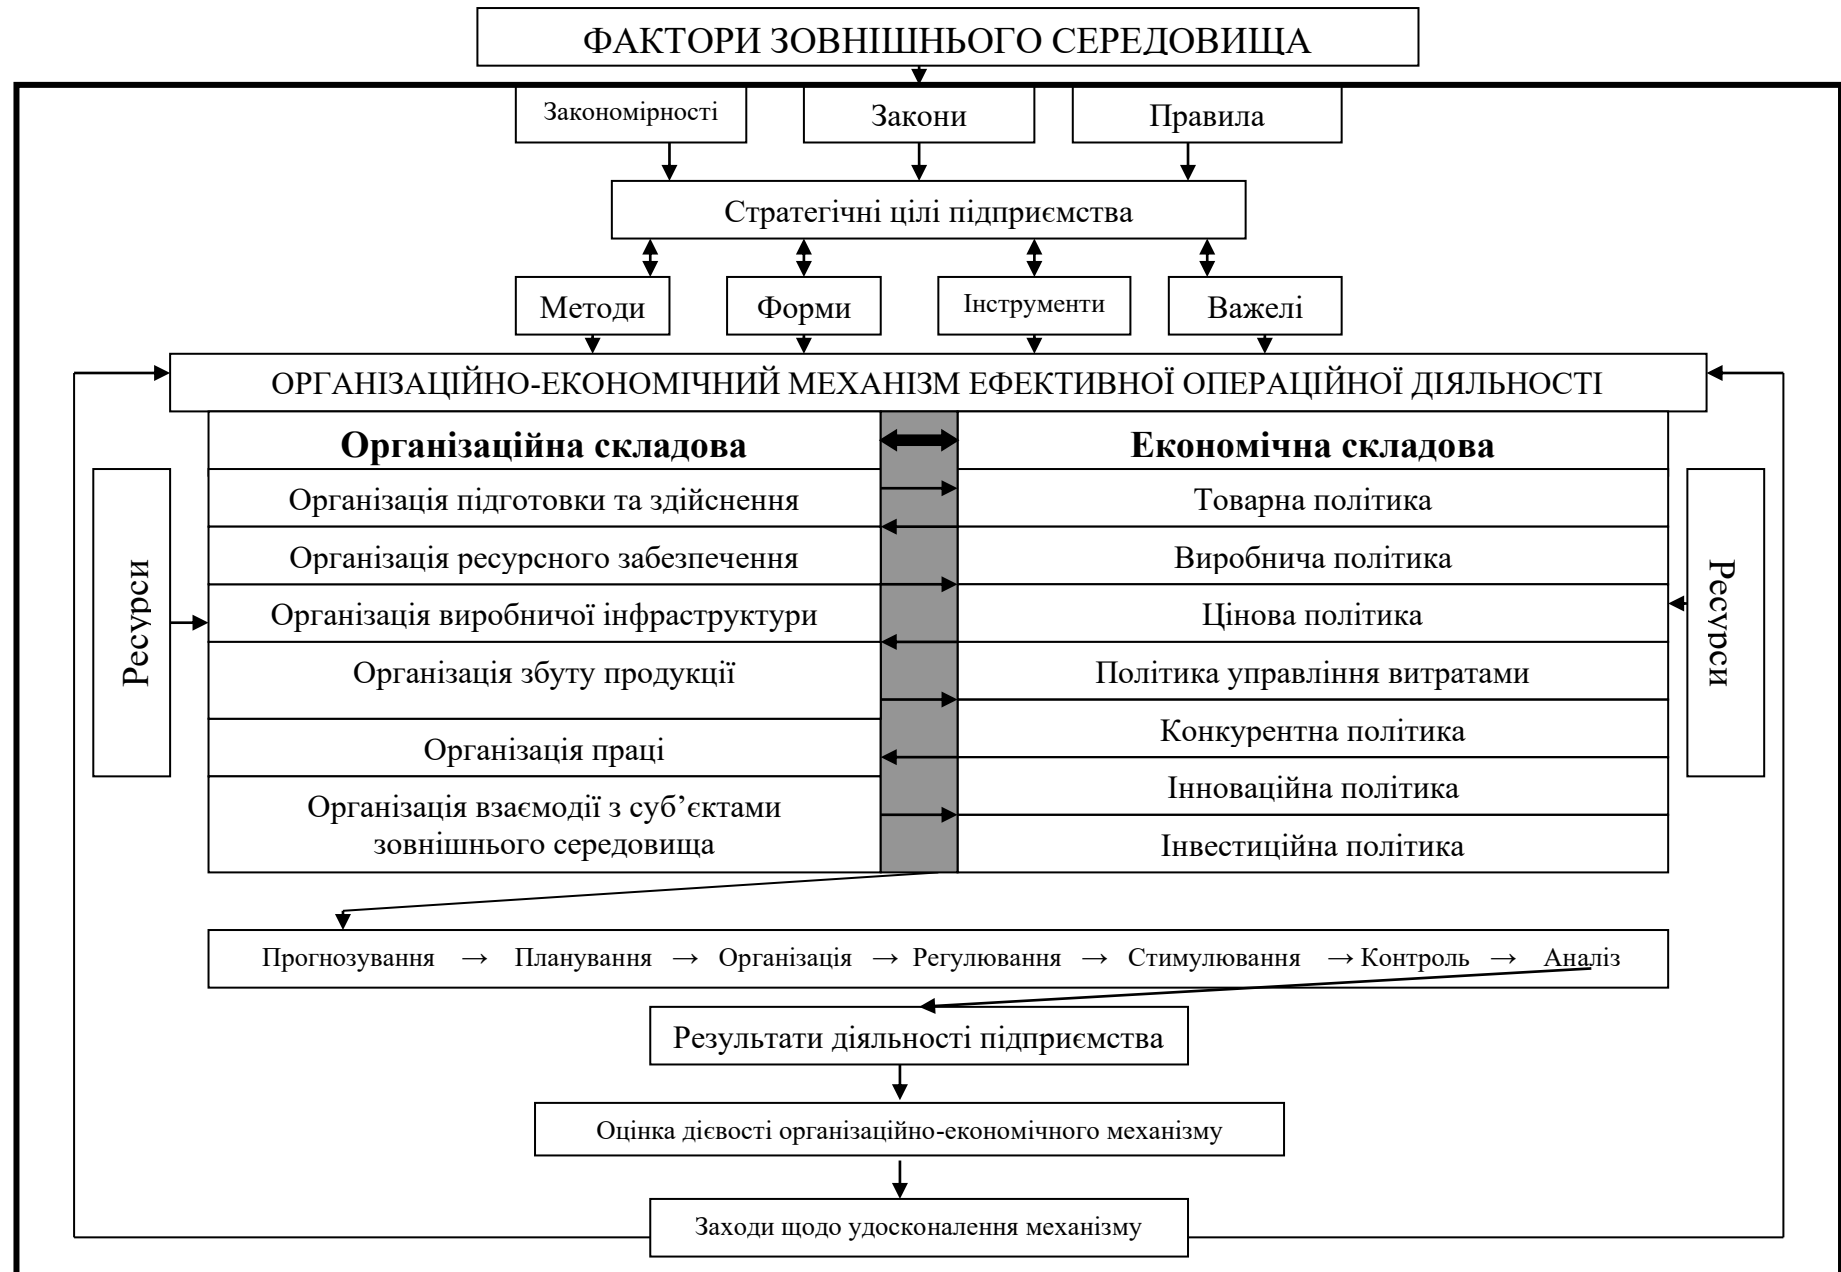 ФАКТОРИ ЗОВНІШНЬОГО СЕРЕДОВИЩА
Закономірності
Закони
Правила
Стратегічні цілі підприємства
Методи
Форми
Інструменти
Важелі
ОРГАНІЗАЦІЙНО-ЕКОНОМІЧНИЙ МЕХАНІЗМ ЕФЕКТИВНОЇ ОПЕРАЦІЙНОЇ ДІЯЛЬНОСТІ
Організаційна складова
Економічна складова
Ресурси
Організація підготовки та здійснення
Організація ресурсного забезпечення
Організація виробничої інфраструктури
Організація збуту продукції
Організація праці
Організація взаємодії з суб’єктами
зовнішнього середовища
Товарна політика
Виробнича політика
Цінова політика
Політика управління витратами
Конкурентна політика
Інноваційна політика
Інвестиційна політика
Ресурси
Прогнозування → Планування → Організація → Регулювання → Стимулювання → Контроль → Аналіз
Результати діяльності підприємства
Оцінка дієвості організаційно-економічного механізму
Заходи щодо удосконалення механізму